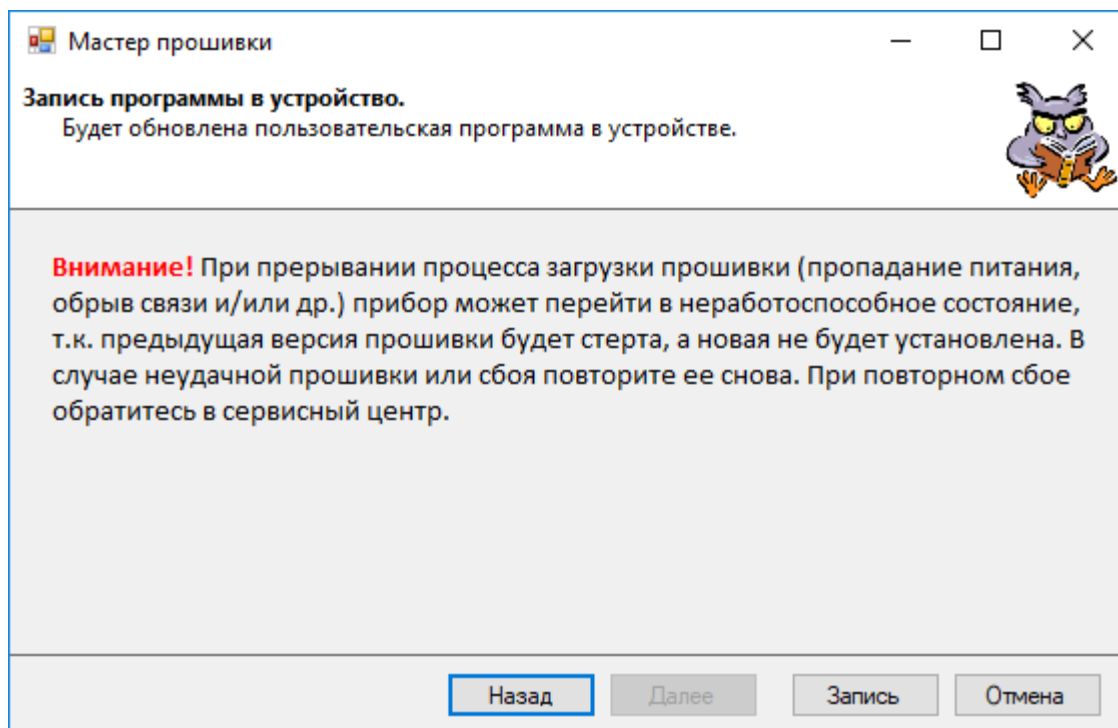 Мастер прошивки
Запись программы в устройство.
Будет обновлена пользовательская программа в устройстве.
Внимание! При прерывании процесса загрузки прошивки (пропадание питания,
обрыв связи и/или др.) прибор может перейти в неработоспособное состояние,
т.к. предыдущая версия прошивки будет стерта, а новая не будет установлена. В
случае неудачной прошивки или сбоя повторите ее снова. При повторном сбое
обратитесь в сервисный центр.
Назад Далее Запись Отмена